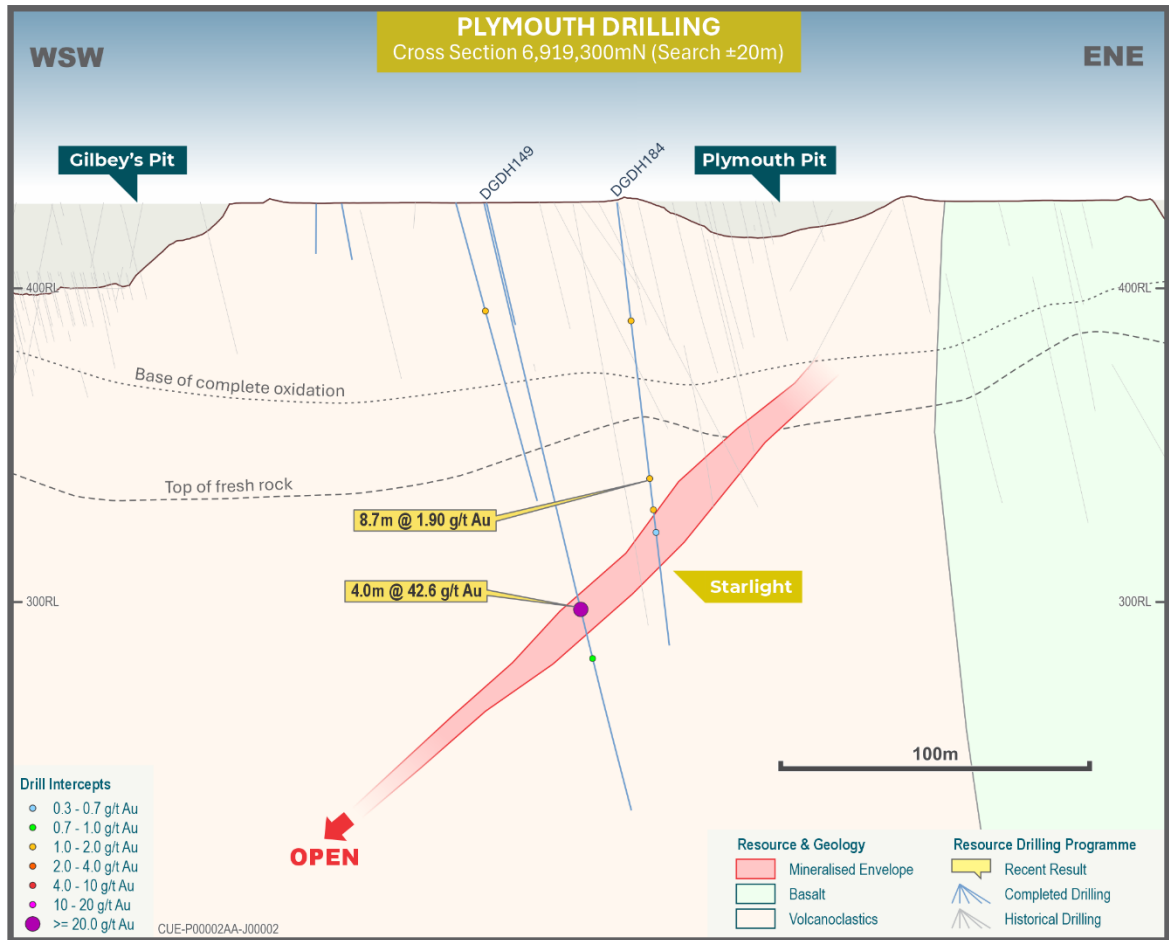 PLYMOUTH DRILLING
Cross Section 6,919,300mN (Search ±20m)
WSW
ENE
Gilbey's Pit
DGDH149
DGDH184
Plymouth Pit
400RL
400RL
Base of complete oxidation
Top of fresh rock
8.7m @ 1.90 g/t Au
4.0m @ 42.6 g/t Au
Starlight
300RL
300RL
100m
OPEN
Drill Intercepts
0.3 - 0.7 g/t Au
0.7 - 1.0 g/t Au
1.0 - 2.0 g/t Au
2.0 - 4.0 g/t Au
4.0 - 10 g/t Au
10 - 20 g/t Au
>= 20.0 g/t Au
CUE-P00002AA-J00002
Resource & Geology
Mineralised Envelope
Basalt
Volcanoclastics
Resource Drilling Programme
Recent Result
Completed Drilling
Historical Drilling